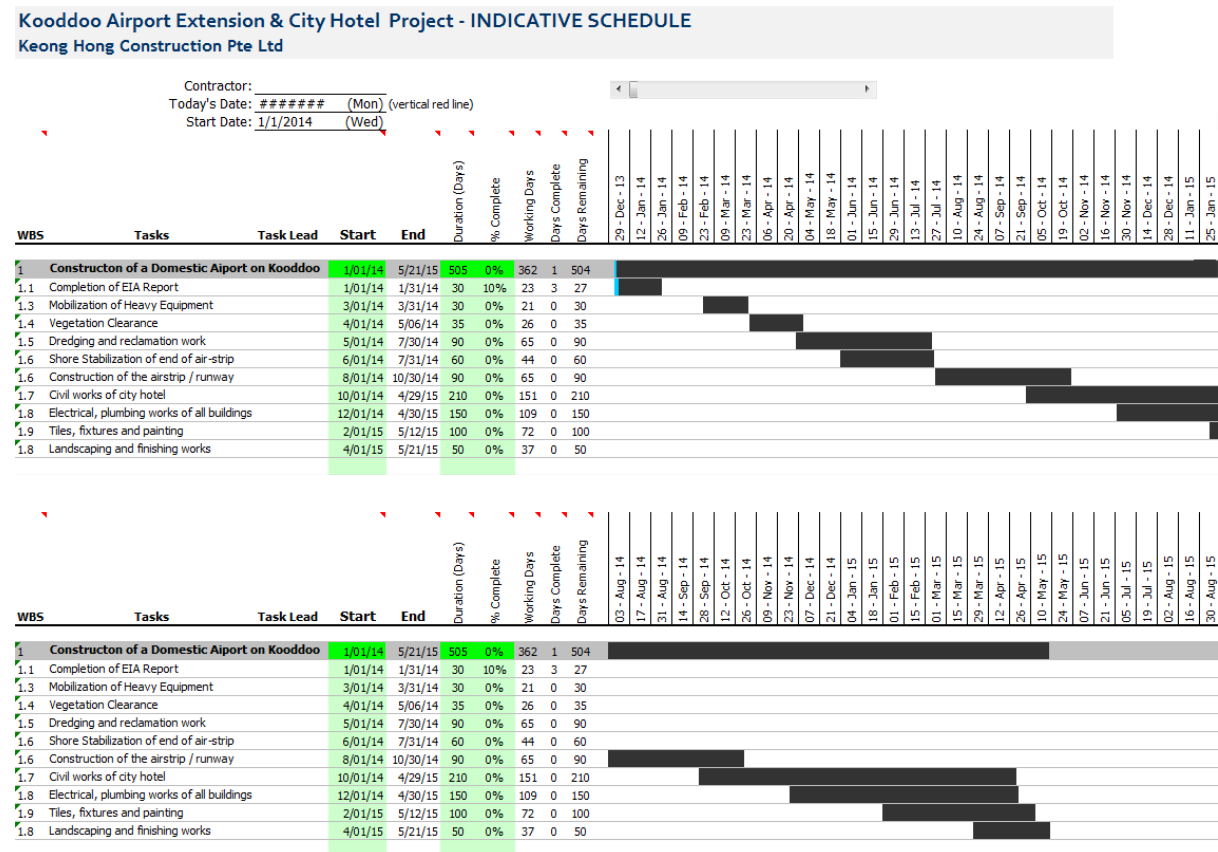 Kooddoo Airport Extension & City Hotel Project - INDICATIVE SCHEDULE
Keong Hong Construction Pte Ltd
Contractor:
Today's Date: ####### (Mon) (vertical red line)
Start Date: 1/1/2014 (Wed)
WBS Tasks Task Lead Start End Duration (Days) % Complete Working Days Days Complete Days Remaining 29 - Dec - 13 12 - Jan - 14 26 - Jan - 14 09 - Feb - 14 23 - Feb - 14 09 - Mar - 14 23 - Mar - 14 06 - Apr - 14 20 - Apr - 14 04 - May - 14 18 - May - 14 01 - Jun - 14 15 - Jun - 14 29 - Jun - 14 13 - Jul - 14 27 - Jul - 14 10 - Aug - 14 24 - Aug - 14 07 - Sep - 14 21 - Sep - 14 05 - Oct - 14 19 - Oct - 14 02 - Nov - 14 16 - Nov - 14 30 - Nov - 14 14 - Dec - 14 28 - Dec - 14 11 - Jan - 15 25 - Jan - 15
1 Constructon of a Domestic Aiport on Kooddoo 1/01/14 5/21/15 505 0% 362 1 504
1.1 Completion of EIA Report 1/01/14 1/31/14 30 10% 23 3 27
1.3 Mobilization of Heavy Equipment 3/01/14 3/31/14 30 0% 21 0 30
1.4 Vegetation Clearance 4/01/14 5/06/14 35 0% 26 0 35
1.5 Dredging and reclamation work 5/01/14 7/30/14 90 0% 65 0 90
1.6 Shore Stabilization of end of air-strip 6/01/14 7/31/14 60 0% 44 0 60
1.6 Construction of the airstrip / runway 8/01/14 10/30/14 90 0% 65 0 90
1.7 Civil works of city hotel 10/01/14 4/29/15 210 0% 151 0 210
1.8 Electrical, plumbing works of all buildings 12/01/14 4/30/15 150 0% 109 0 150
1.9 Tiles, fixtures and painting 2/01/15 5/12/15 100 0% 72 0 100
1.8 Landscaping and finishing works 4/01/15 5/21/15 50 0% 37 0 50
WBS Tasks Task Lead Start End Duration (Days) % Complete Working Days Days Complete Days Remaining 03 - Aug - 14 17 - Aug - 14 31 - Aug - 14 14 - Sep - 14 28 - Sep - 14 12 - Oct - 14 26 - Oct - 14 09 - Nov - 14 23 - Nov - 14 07 - Dec - 14 21 - Dec - 14 04 - Jan - 15 18 - Jan - 15 01 - Feb - 15 15 - Feb - 15 01 - Mar - 15 15 - Mar - 15 29 - Mar - 15 12 - Apr - 15 26 - Apr - 15 10 - May - 15 24 - May - 15 07 - Jun - 15 21 - Jun - 15 05 - Jul - 15 19 - Jul - 15 02 - Aug - 15 16 - Aug - 15 30 - Aug - 15
1 Constructon of a Domestic Aiport on Kooddoo 1/01/14 5/21/15 505 0% 362 1 504
1.1 Completion of EIA Report 1/01/14 1/31/14 30 10% 23 3 27
1.3 Mobilization of Heavy Equipment 3/01/14 3/31/14 30 0% 21 0 30
1.4 Vegetation Clearance 4/01/14 5/06/14 35 0% 26 0 35
1.5 Dredging and reclamation work 5/01/14 7/30/14 90 0% 65 0 90
1.6 Shore Stabilization of end of air-strip 6/01/14 7/31/14 60 0% 44 0 60
1.6 Construction of the airstrip / runway 8/01/14 10/30/14 90 0% 65 0 90
1.7 Civil works of city hotel 10/01/14 4/29/15 210 0% 151 0 210
1.8 Electrical, plumbing works of all buildings 12/01/14 4/30/15 150 0% 109 0 150
1.9 Tiles, fixtures and painting 2/01/15 5/12/15 100 0% 72 0 100
1.8 Landscaping and finishing works 4/01/15 5/21/15 50 0% 37 0 50